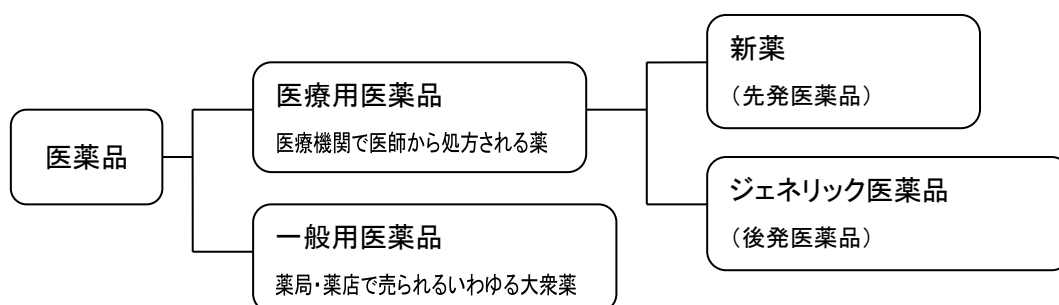 医薬品
医療用医薬品
医療機関で医師から処方される薬
一般用医薬品
薬局・薬店で売られるいわゆる大衆薬
新薬
（先発医薬品）
ジェネリック医薬品
（後発医薬品）